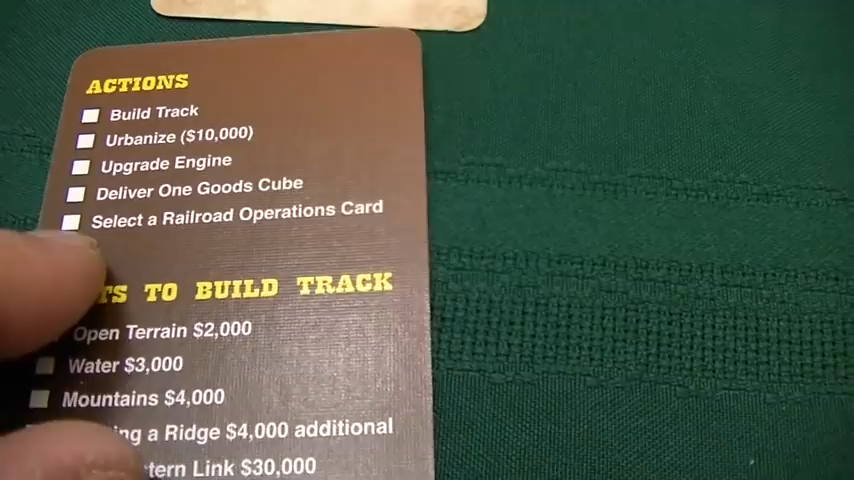 ACTIONS
Build Track
Urbanize ($10,000)
Upgrade Engine
Deliver One Goods Cube
Select a Railroad Operations Card
TO BUILD TRACK
Open Terrain $2,000
Water $3,000
Mountains $4,000
a Ridge $4,000 additional
Link $30,000